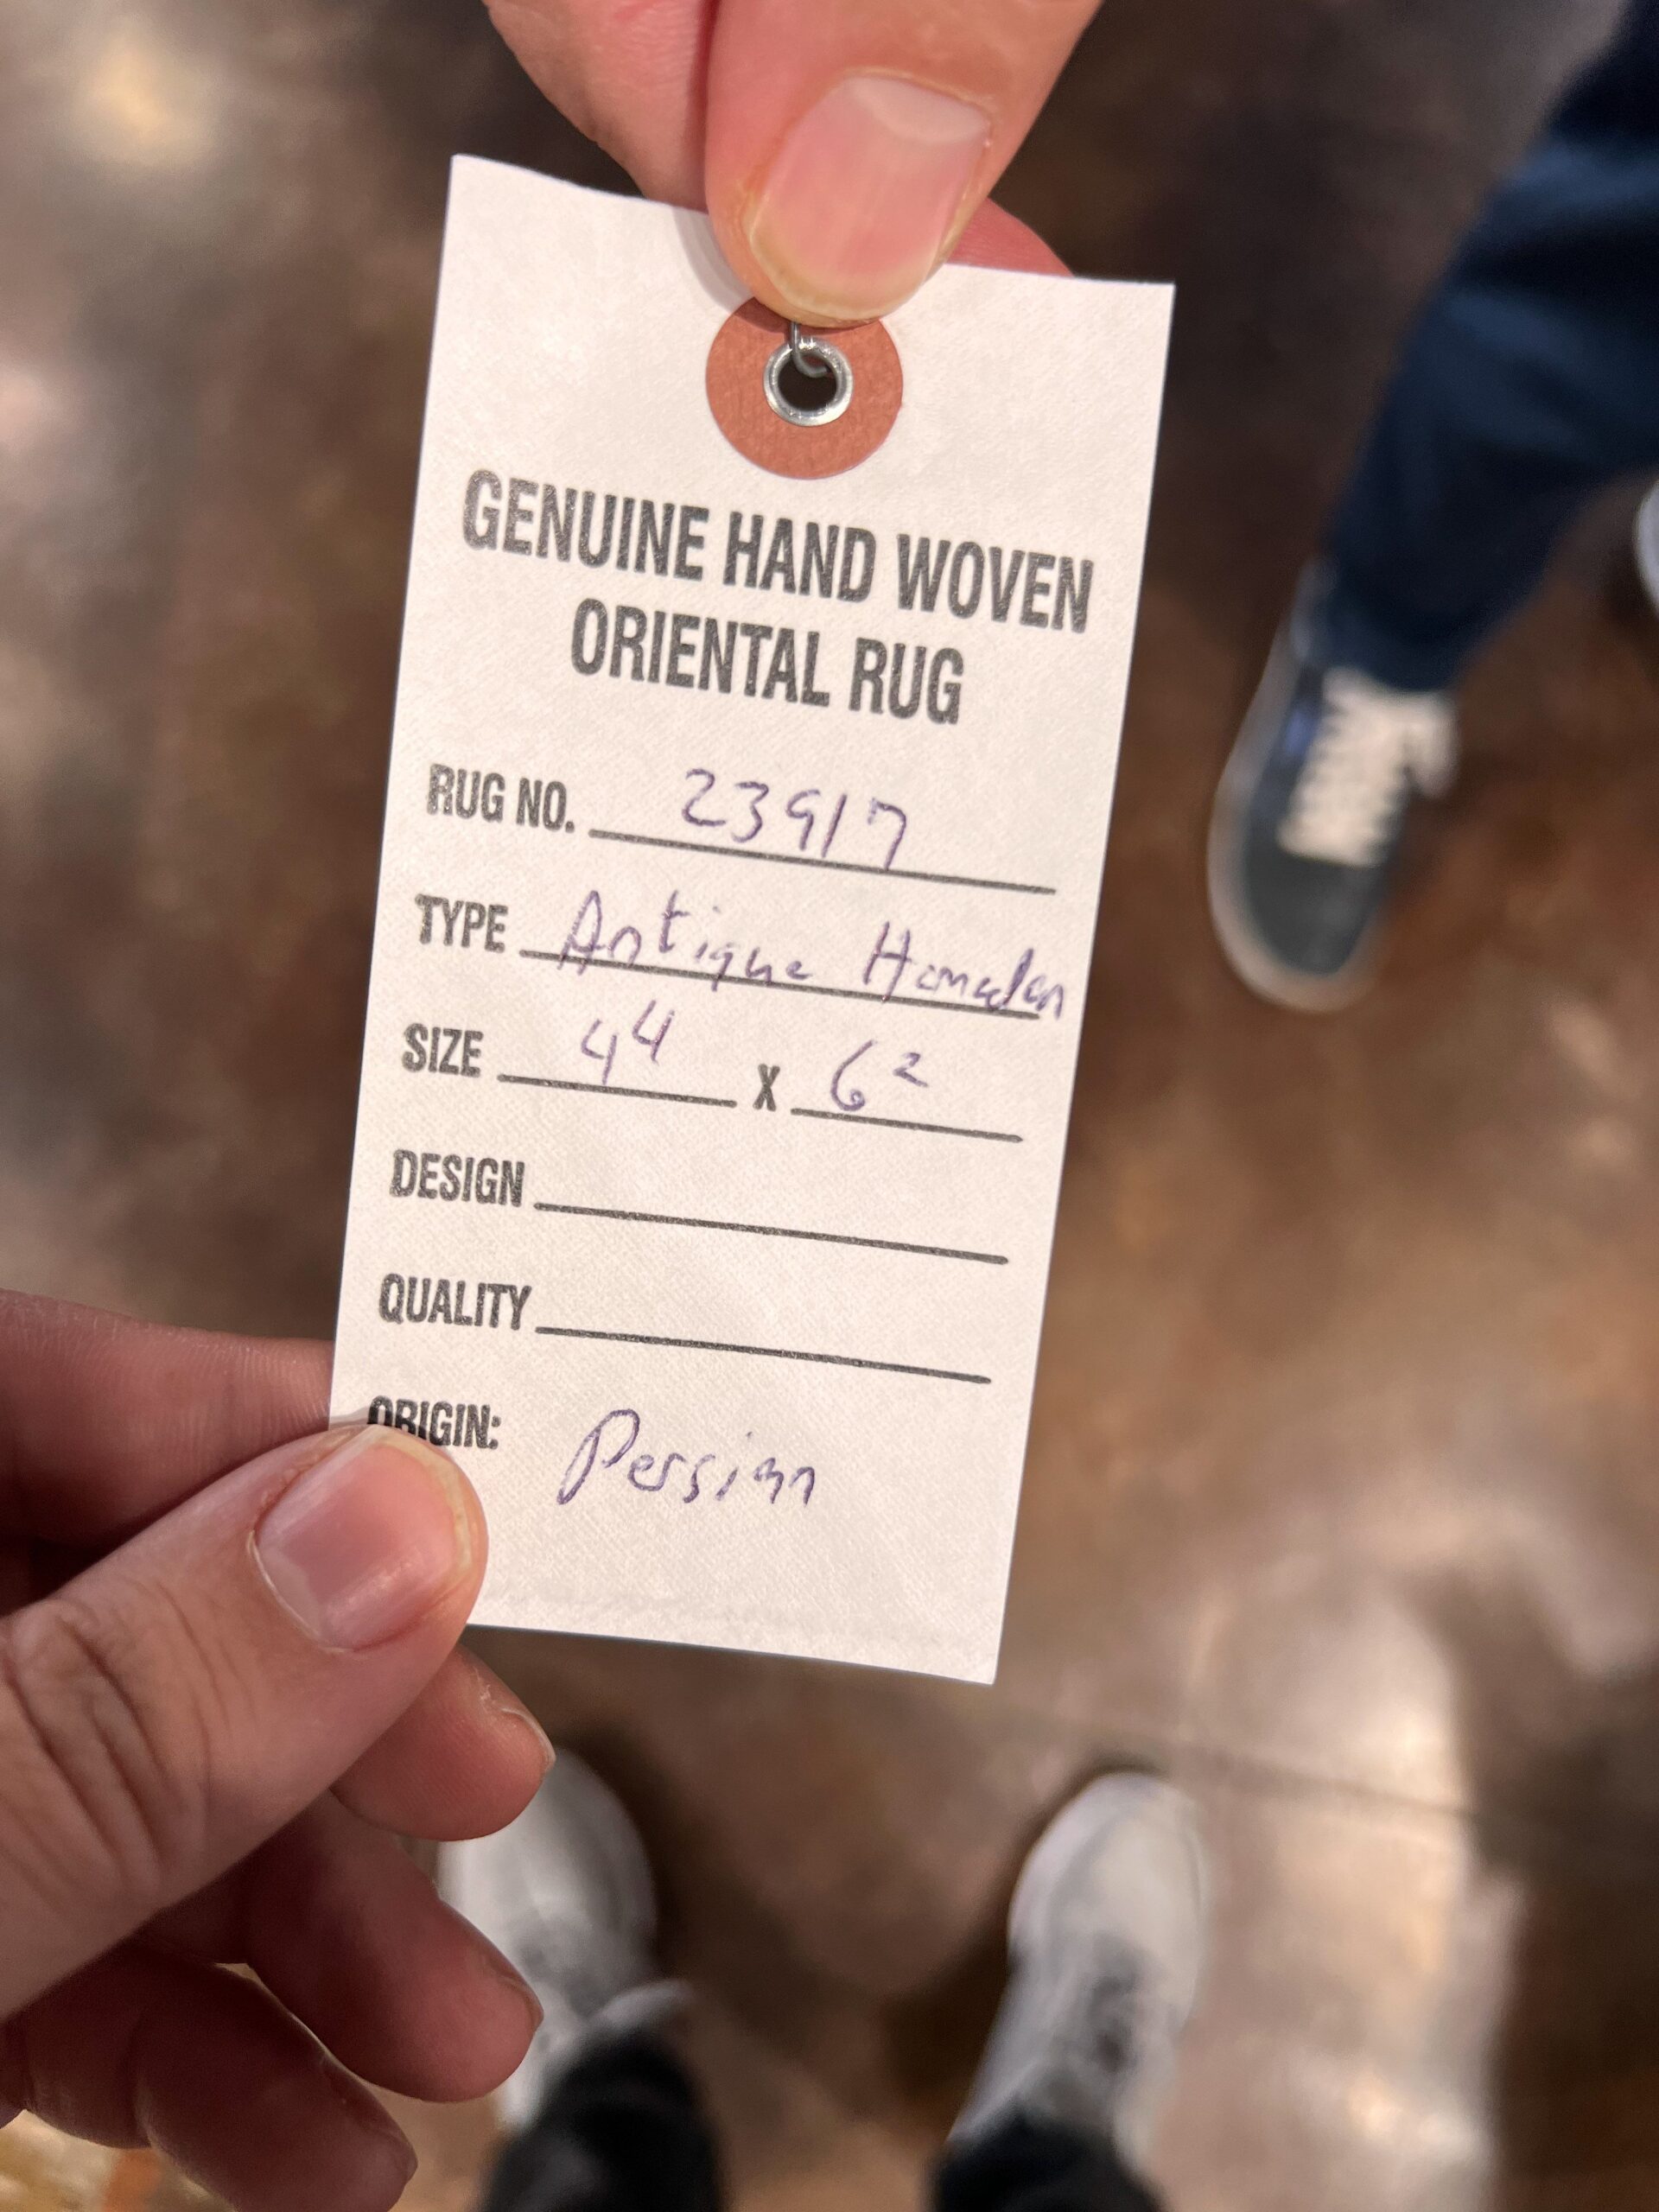 GENUINE HAND WOVEN
ORIENTAL RUG
RUG NO. 23917
TYPE Antique Hamadan
SIZE 4⁴ X 6²
DESIGN
QUALITY
ORIGIN: Persian